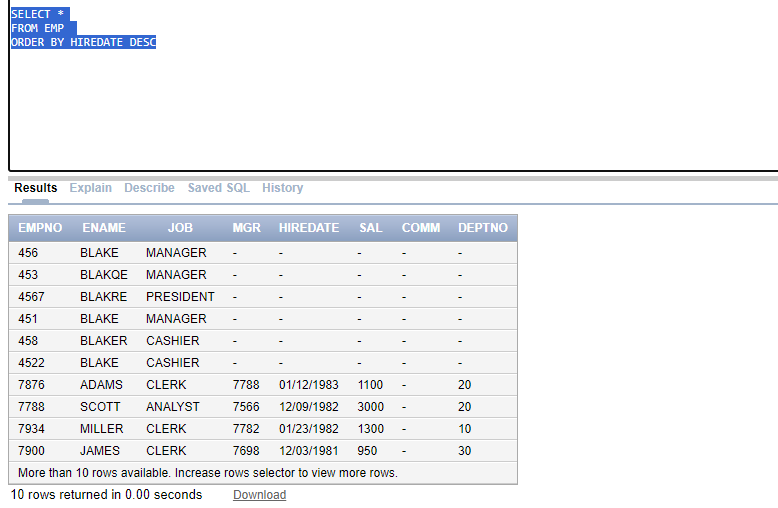 SELECT *
FROM EMP
ORDER BY HIREDATE DESC
Results Explain Describe Saved SQL History
EMPNO ENAME JOB MGR HIREDATE SAL COMM DEPTNO
456 BLAKE MANAGER - - - - -
453 BLAKQE MANAGER - - - - -
4567 BLAKRE PRESIDENT - - - - -
451 BLAKE MANAGER - - - - -
458 BLAKER CASHIER - - - - -
4522 BLAKE CASHIER - - - - -
7876 ADAMS CLERK 7788 01/12/1983 1100 - 20
7788 SCOTT ANALYST 7566 12/09/1982 3000 - 20
7934 MILLER CLERK 7782 01/23/1982 1300 - 10
7900 JAMES CLERK 7698 12/03/1981 950 - 30
More than 10 rows available. Increase rows selector to view more rows.
10 rows returned in 0.00 seconds Download